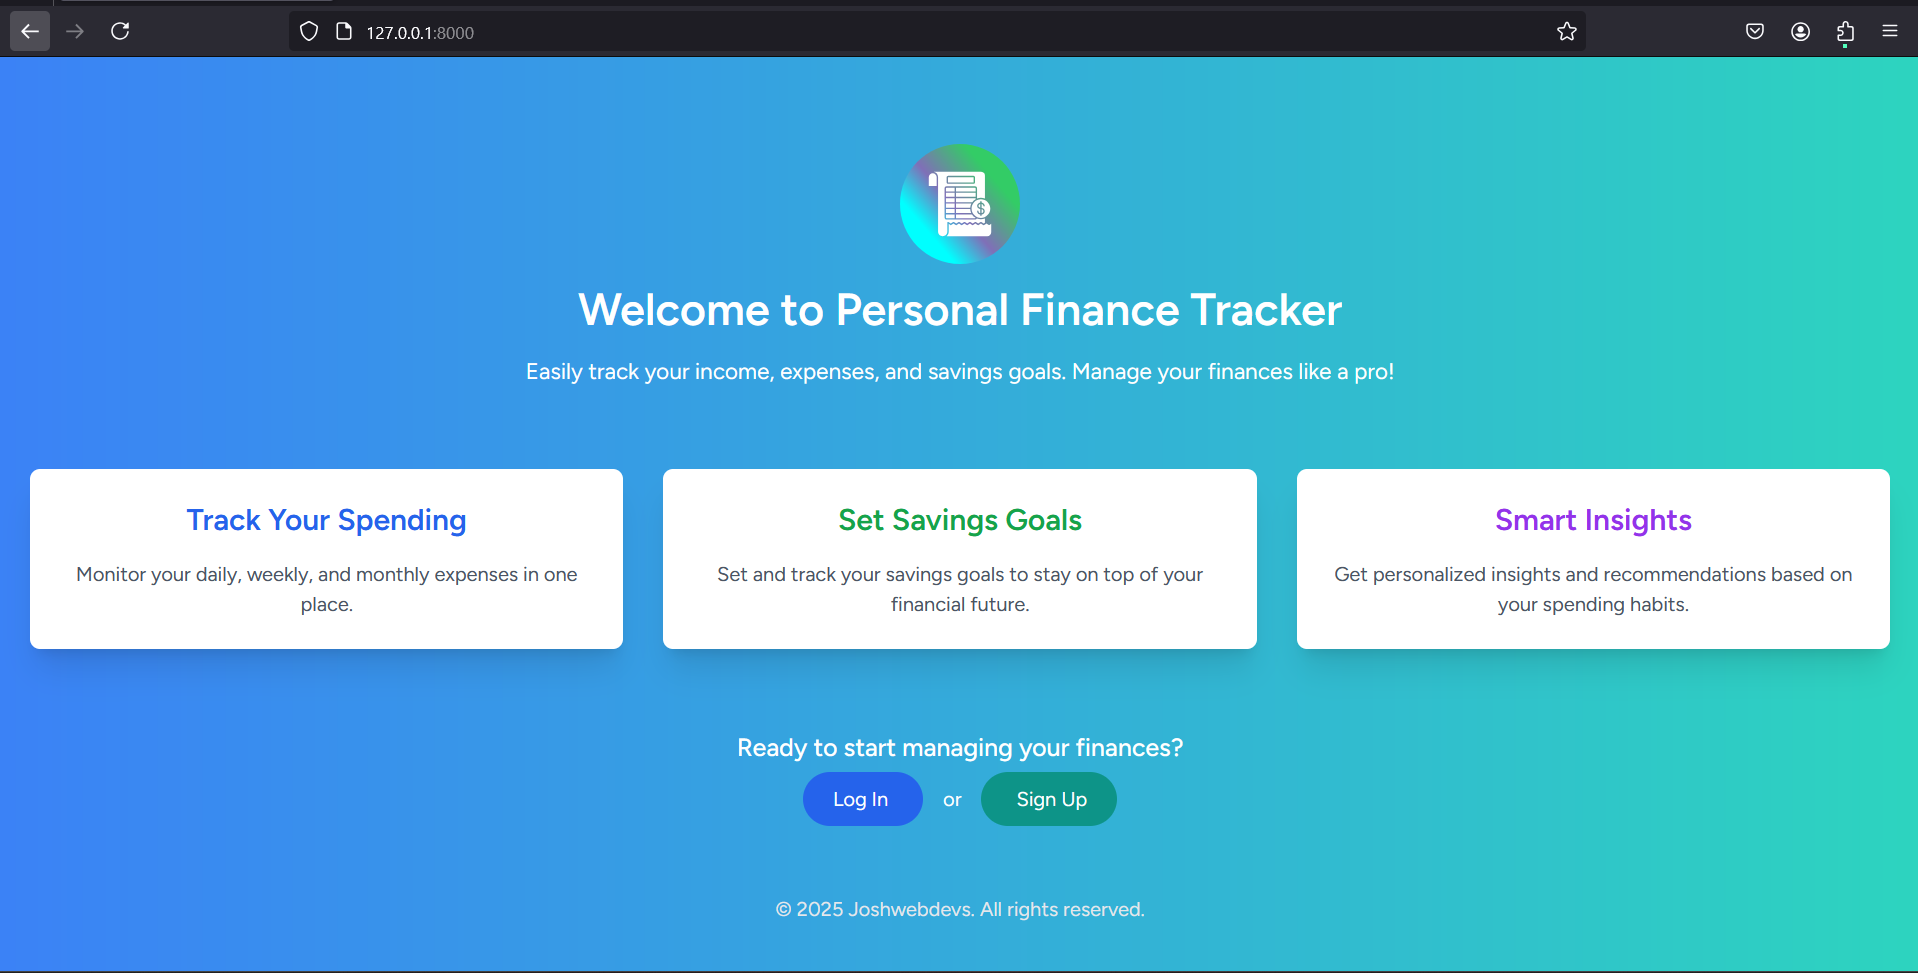 127.0.0.1:8000
$
Welcome to Personal Finance Tracker
Easily track your income, expenses, and savings goals. Manage your finances like a pro!
Track Your Spending
Monitor your daily, weekly, and monthly expenses in one
place.
Set Savings Goals
Set and track your savings goals to stay on top of your
financial future.
Smart Insights
Get personalized insights and recommendations based on
your spending habits.
Ready to start managing your finances?
Log In or Sign Up
© 2025 Joshwebdevs. All rights reserved.